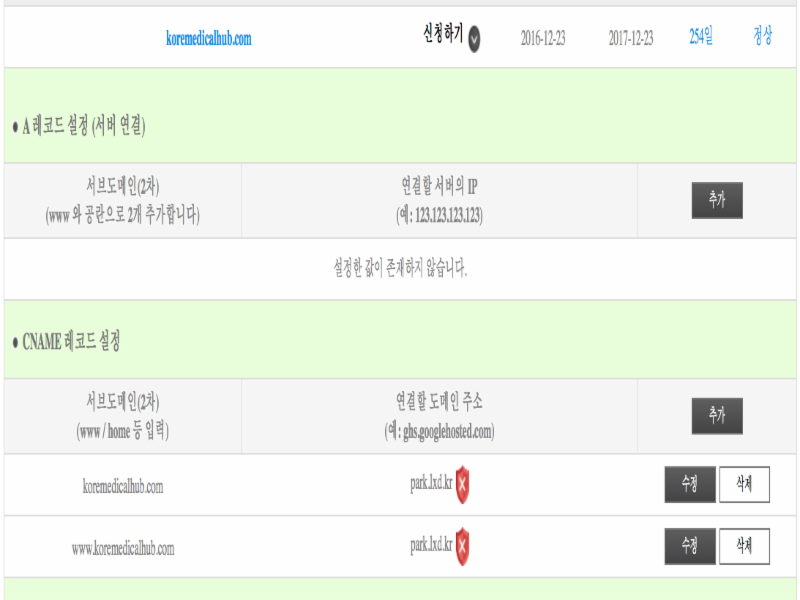 koremedicalhub.com 신청하기 2016-12-23 2017-12-23 254일 정상
● A 레코드 설정 (서버 연결)
서브도메인(2차) 연결할 서버의 IP 추가
(www 와 공란으로 2개 추가합니다) (예: 123.123.123.123)
설정한 값이 존재하지 않습니다.
● CNAME 레코드 설정
서브도메인(2차) 연결할 도메인 주소 추가
(www / home 등 입력) (예: ghs.googlehosted.com)
koremedicalhub.com park.lxd.kr 수정 삭제
www.koremedicalhub.com park.lxd.kr 수정 삭제